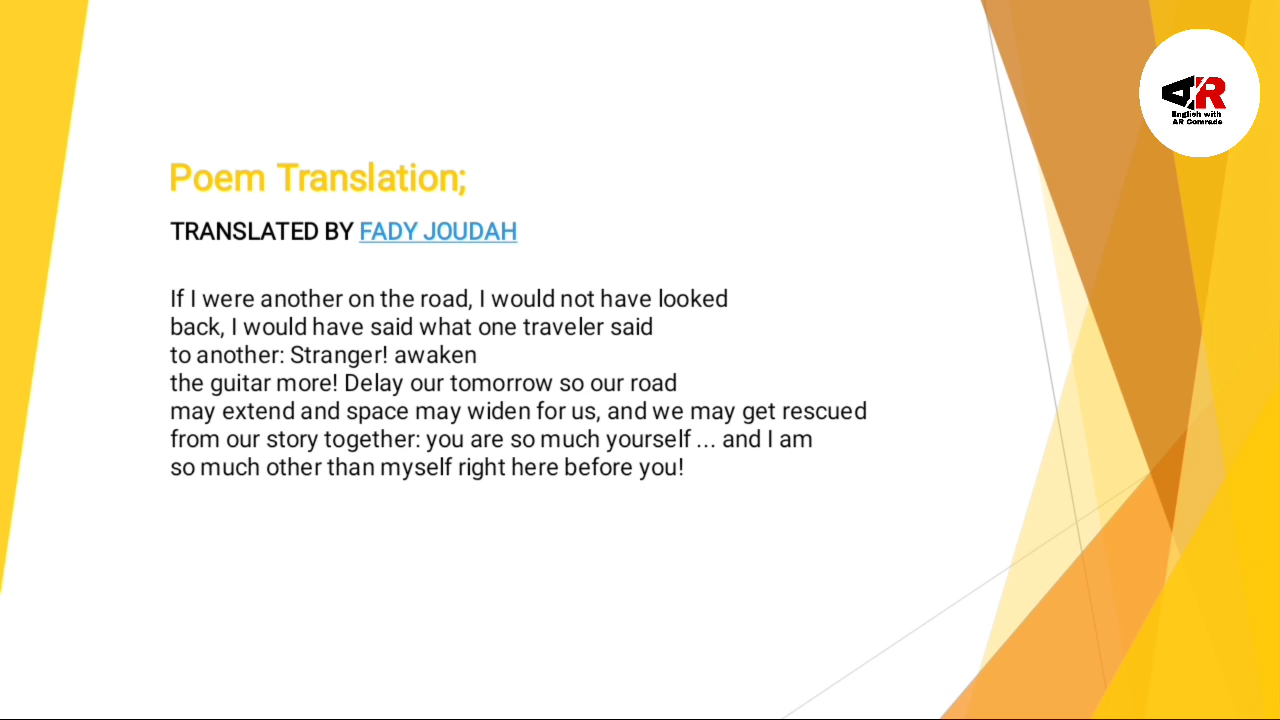 AR
English with
AR Comrade
Poem Translation;
TRANSLATED BY FADY JOUDAH
If I were another on the road, I would not have looked
back, I would have said what one traveler said
to another: Stranger! awaken
the guitar more! Delay our tomorrow so our road
may extend and space may widen for us, and we may get rescued
from our story together: you are so much yourself ... and I am
so much other than myself right here before you!